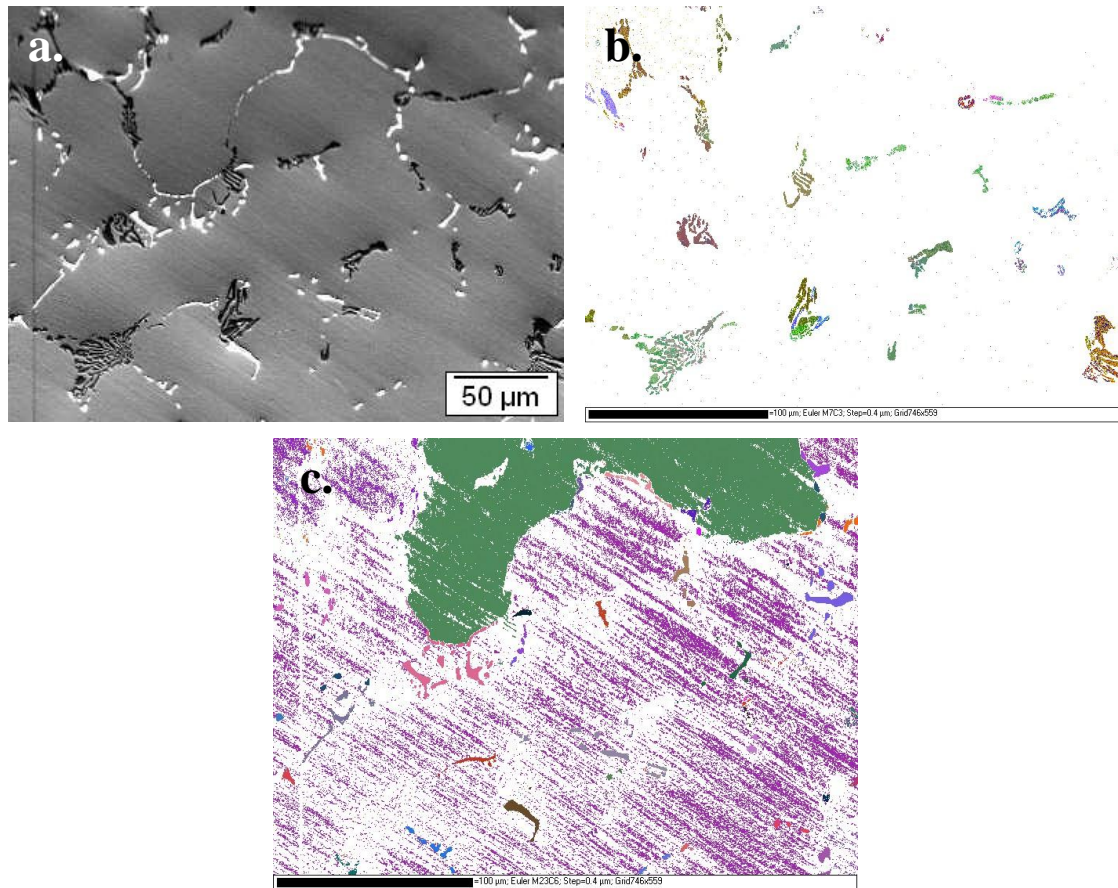 a.
b.
50 µm
=100 µm; Euler M7C3; Step=0.4 µm; Grid746x559
c.
=100 µm; Euler M23C6; Step=0.4 µm; Grid746x559